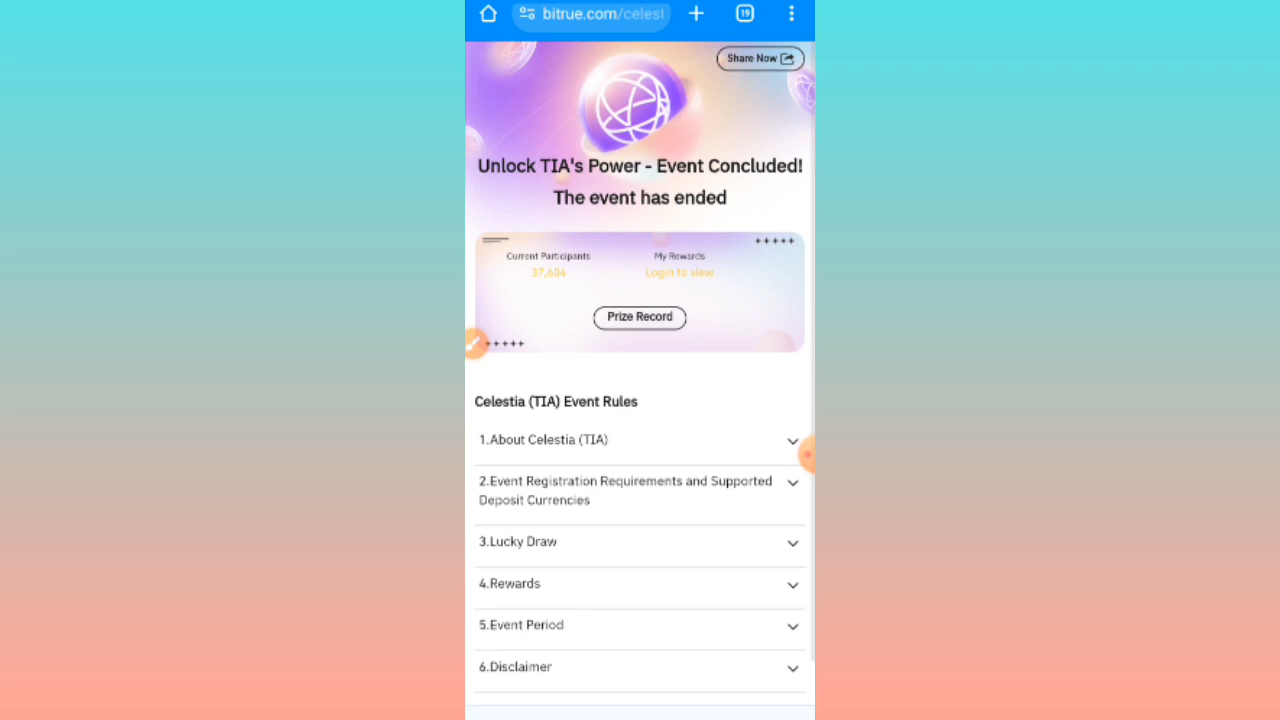 bitrue.com/celest
19
Share Now
Unlock TIA's Power - Event Concluded!
The event has ended
Current Participants
My Rewards
37,604
Login to view
Prize Record
Celestia (TIA) Event Rules
1.About Celestia (TIA)
2.Event Registration Requirements and Supported
Deposit Currencies
3.Lucky Draw
4.Rewards
5.Event Period
6.Disclaimer